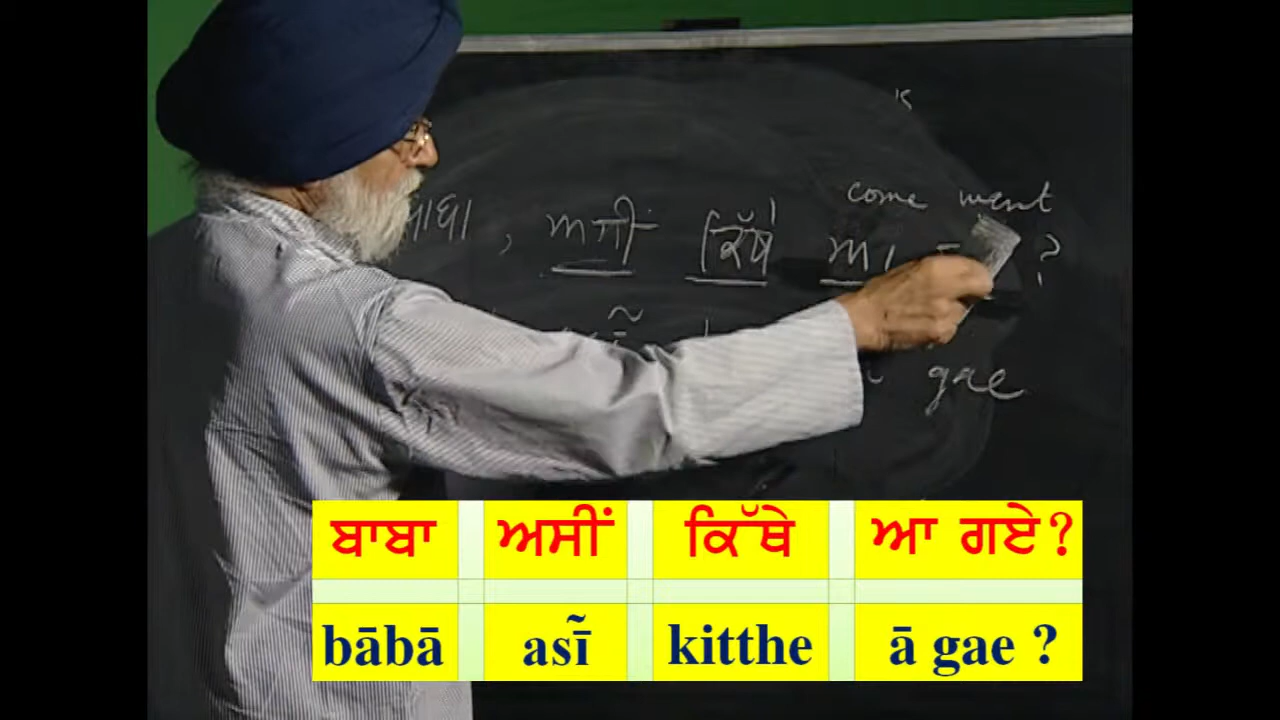 come went
ਅਸੀਂ ਕਿੱਥੇ ਆ ?
gae
ਬਾਬਾ ਅਸੀਂ ਕਿੱਥੇ ਆ ਗਏ?
bābā asī̃ kitthe ā gae ?